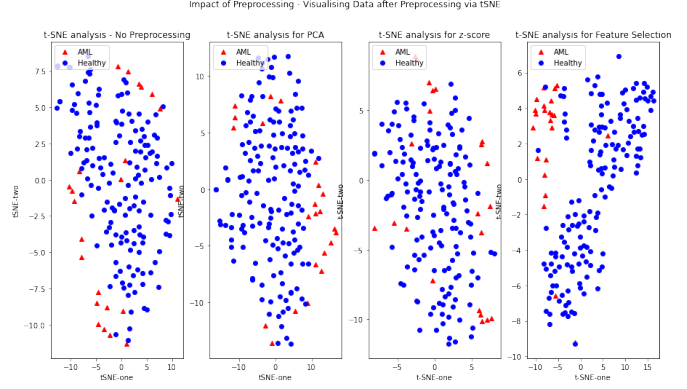 Impact of Preprocessing - Visualising Data after Preprocessing via tSNE
t-SNE analysis - No Preprocessing
AML
Healthy
7.5
5.0
2.5
0.0
−2.5
−5.0
−7.5
−10.0
−10
−5
0
5
10
tSNE-one
tSNE-two
t-SNE analysis for PCA
AML
Healthy
10
5
0
−5
−10
−10
0
10
tSNE-one
tSNE-two
t-SNE analysis for z-score
AML
Healthy
5
0
−5
−10
−5
0
5
t-SNE-one
t-SNE-two
t-SNE analysis for Feature Selection
AML
Healthy
6
4
2
0
−2
−4
−6
−8
−10
−10
−5
0
5
10
15
t-SNE-one
t-SNE-two